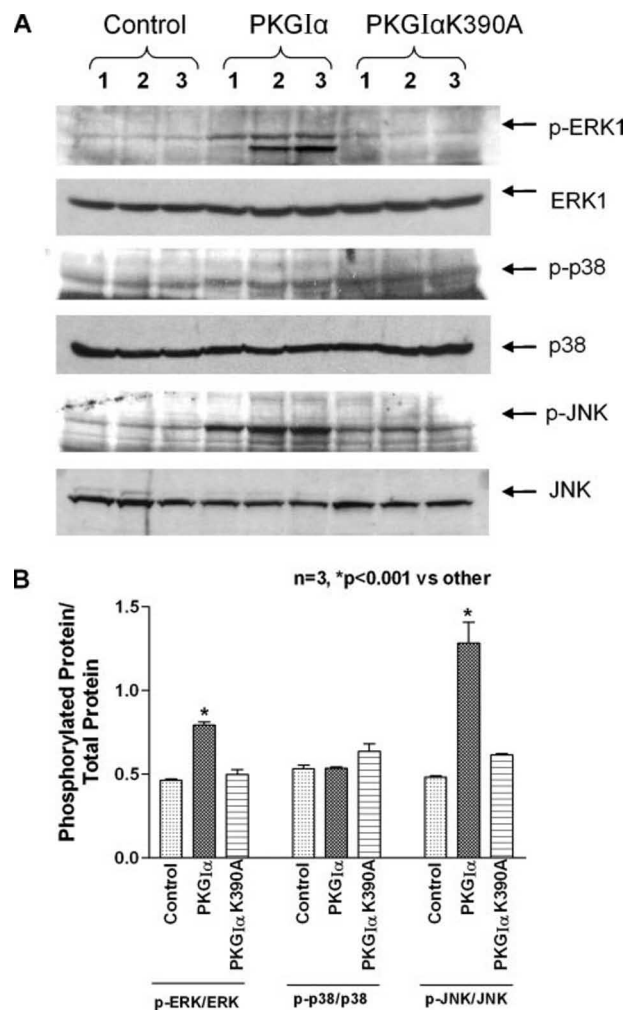 A
Control PKGIα PKGIαK390A
1 2 3 1 2 3 1 2 3
p-ERK1
ERK1
p-p38
p38
p-JNK
JNK
B
n=3, *p<0.001 vs other
Phosphorylated Protein/
Total Protein
1.5
1.0
0.5
0.0
* *
Control PKGIα PKGIαK390A Control PKGIα PKGIαK390A Control PKGIα PKGIαK390A
p-ERK/ERK p-p38/p38 p-JNK/JNK